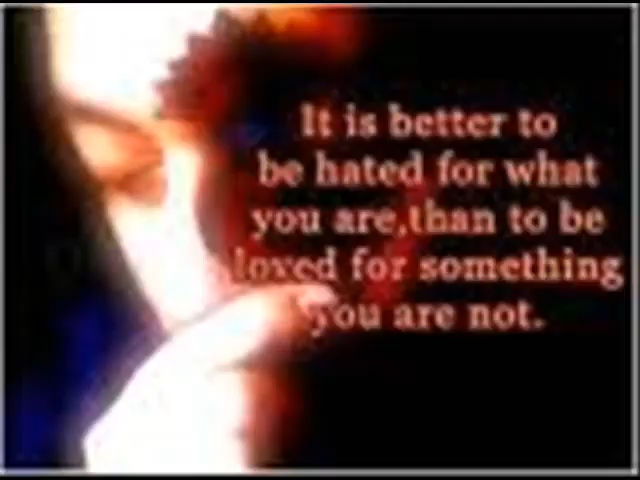 It is better to
be hated for what
you are,than to be
loved for something
you are not.